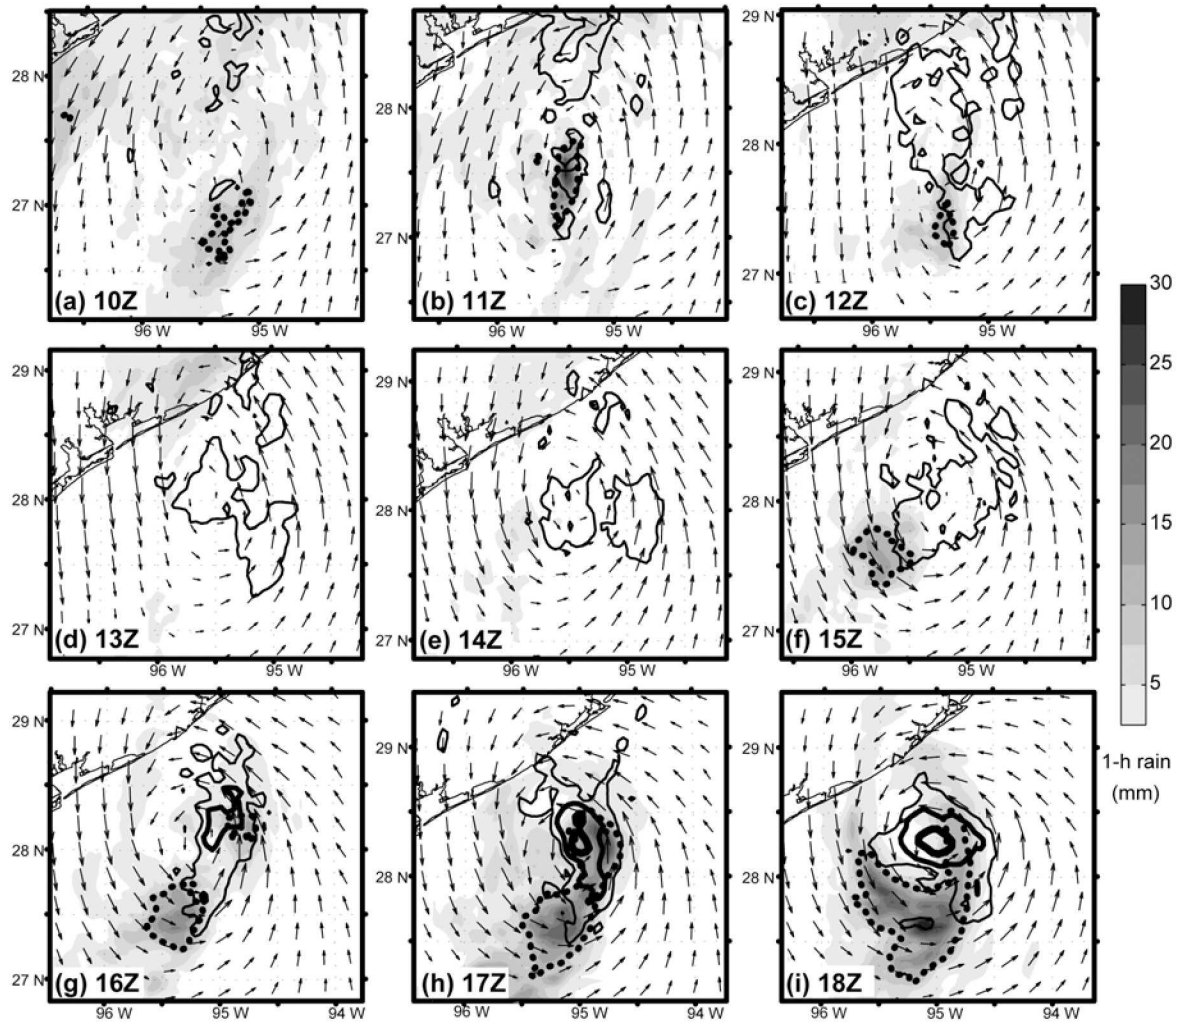 28 N
27 N
(a) 10Z
96 W
95 W
28 N
27 N
(b) 11Z
96 W
95 W
29 N
28 N
27 N
(c) 12Z
96 W
95 W
29 N
28 N
27 N
(d) 13Z
96 W
95 W
29 N
28 N
27 N
(e) 14Z
96 W
95 W
29 N
28 N
27 N
(f) 15Z
96 W
95 W
29 N
28 N
27 N
(g) 16Z
96 W
95 W
94 W
29 N
28 N
(h) 17Z
96 W
95 W
94 W
29 N
28 N
(i) 18Z
96 W
95 W
94 W
30
25
20
15
10
5
1-h rain
(mm)